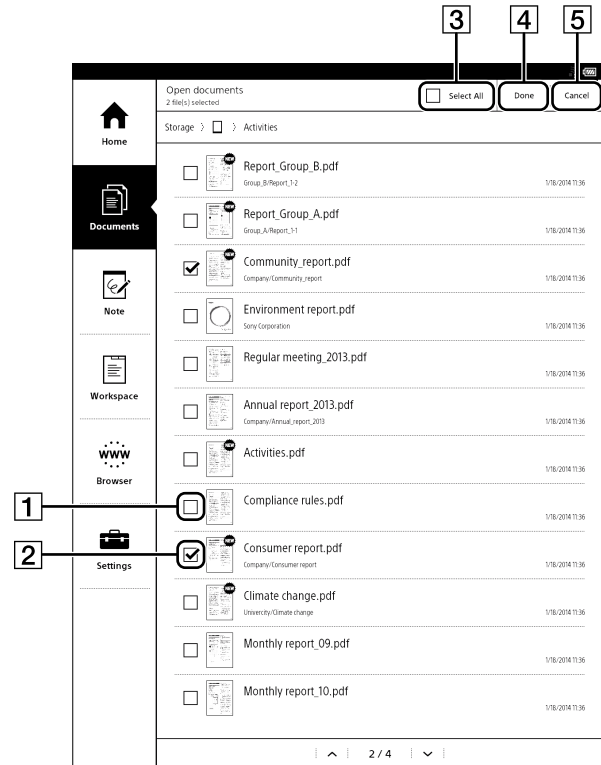 3
4
5
Open documents
2 file(s) selected
Select All
Done
Cancel
Storage 〉 〉 Activities
Home
Documents
Note
Workspace
www
Browser
Settings
NEW
Report_Group_B.pdf
Group_B/Report_1-2
1/18/2014 11:36
NEW
Report_Group_A.pdf
Group_A/Report_1-1
1/18/2014 11:36
NEW
Community_report.pdf
Company/Community_report
1/18/2014 11:36
Environment report.pdf
Sony Corporation
1/18/2014 11:36
Regular meeting_2013.pdf
1/18/2014 11:36
Annual report_2013.pdf
Company/Annual_report_2013
1/18/2014 11:36
NEW
Activities.pdf
1/18/2014 11:36
1
Compliance rules.pdf
1/18/2014 11:36
2
NEW
Consumer report.pdf
Company/Consumer report
1/18/2014 11:36
NEW
Climate change.pdf
Univercity/Climate change
1/18/2014 11:36
Monthly report_09.pdf
1/18/2014 11:36
Monthly report_10.pdf
1/18/2014 11:36
2 / 4